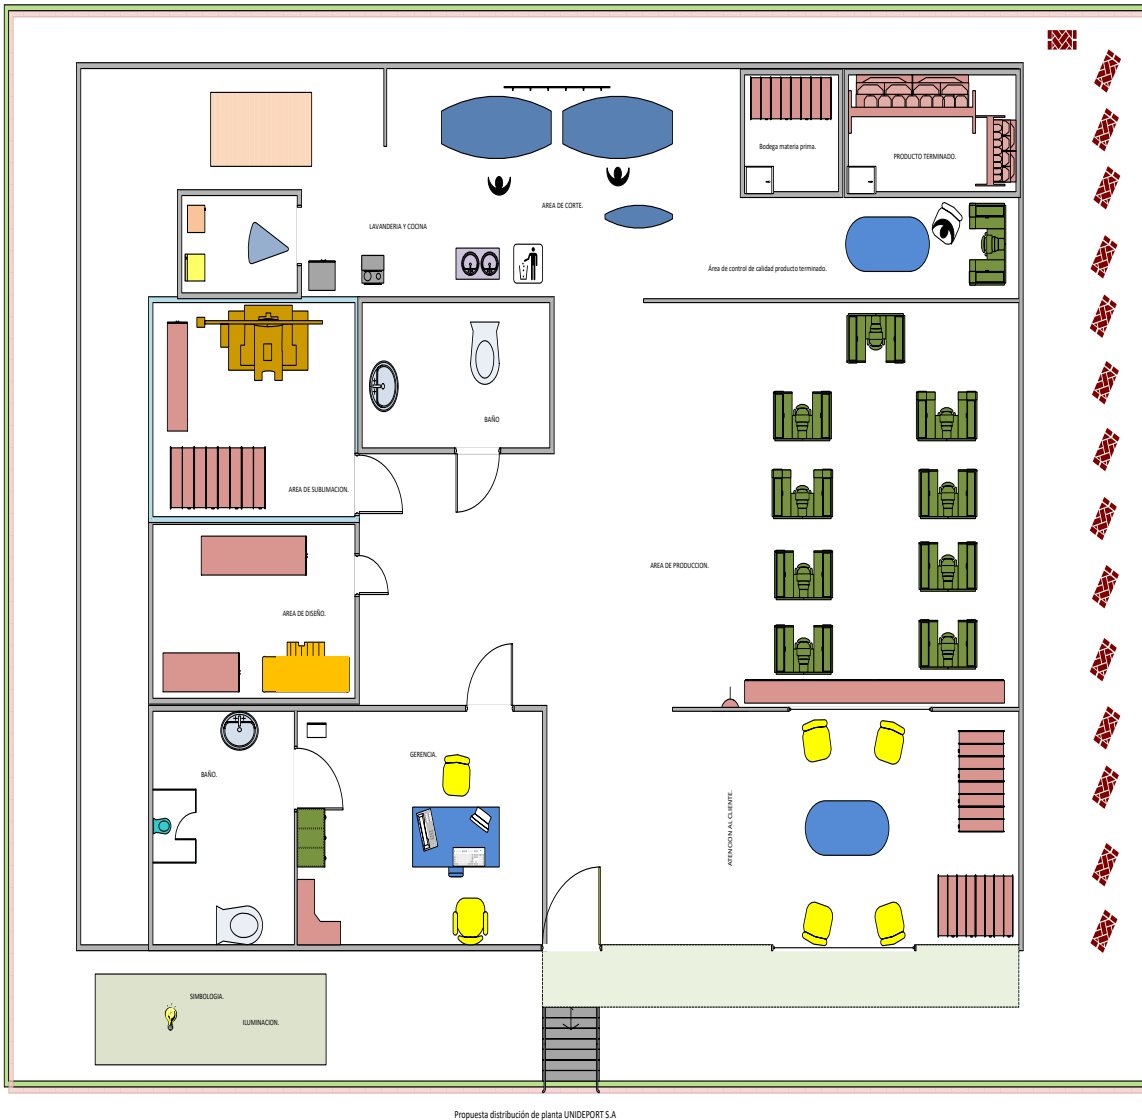 Bodega materia prima.
PRODUCTO TERMINADO.
AREA DE CORTE.
LAVANDERIA Y COCINA
Área de control de calidad producto terminado.
BAÑO
AREA DE SUBLIMACION.
AREA DE PRODUCCION.
AREA DE DISEÑO.
GERENCIA.
BAÑO.
ATENCION AL CLIENTE.
SIMBOLOGIA.
ILUMINACION.
Propuesta distribución de planta UNIDEPORT S.A